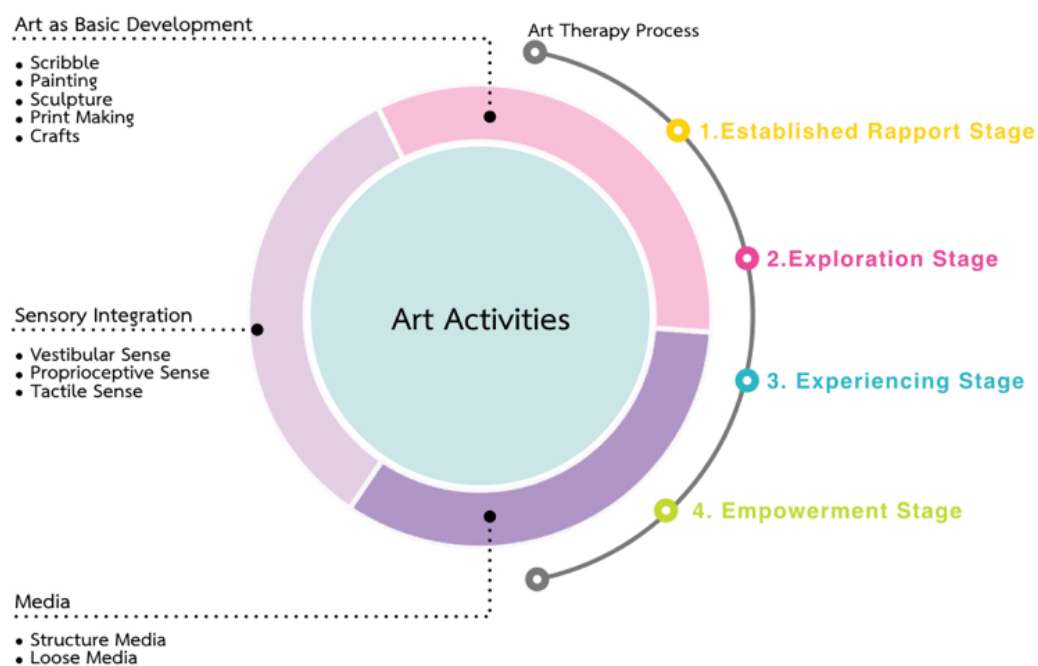 Art as Basic Development
• Scribble
• Painting
• Sculpture
• Print Making
• Crafts
Art Therapy Process
1.Established Rapport Stage
2.Exploration Stage
Sensory Integration
• Vestibular Sense
• Proprioceptive Sense
• Tactile Sense
Art Activities
3. Experiencing Stage
4. Empowerment Stage
Media
• Structure Media
• Loose Media